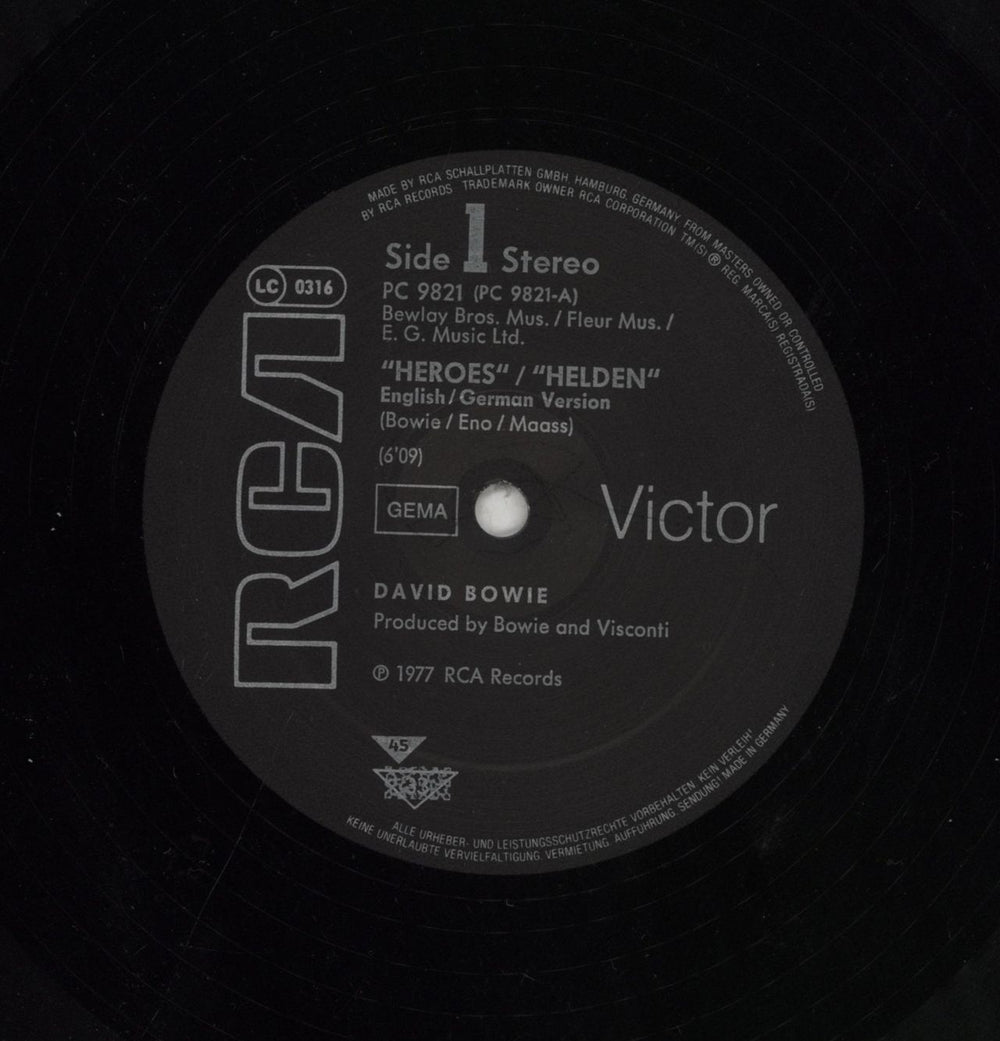 MADE BY RCA SCHALLPLATTEN GMBH, HAMBURG, GERMANY, FROM MASTERS OWNED OR CONTROLLED
BY RCA RECORDS TRADEMARK OWNER RCA CORPORATION TM(S) ® REG. MARCA(S) REGISTRADA(S)
Side 1 Stereo
LC 0316
PC 9821 (PC 9821-A)
Bewlay Bros. Mus. / Fleur Mus. /
E. G. Music Ltd.
"HEROES" / "HELDEN"
English / German Version
(Bowie / Eno / Maass)
(6'09)
RCA
GEMA
Victor
DAVID BOWIE
Produced by Bowie and Visconti
℗ 1977 RCA Records
45
33
ALLE URHEBER- UND LEISTUNGSSCHUTZRECHTE VORBEHALTEN. KEIN VERLEIH!
KEINE UNERLAUBTE VERVIELFÄLTIGUNG, VERMIETUNG, AUFFÜHRUNG, SENDUNG! MADE IN GERMANY